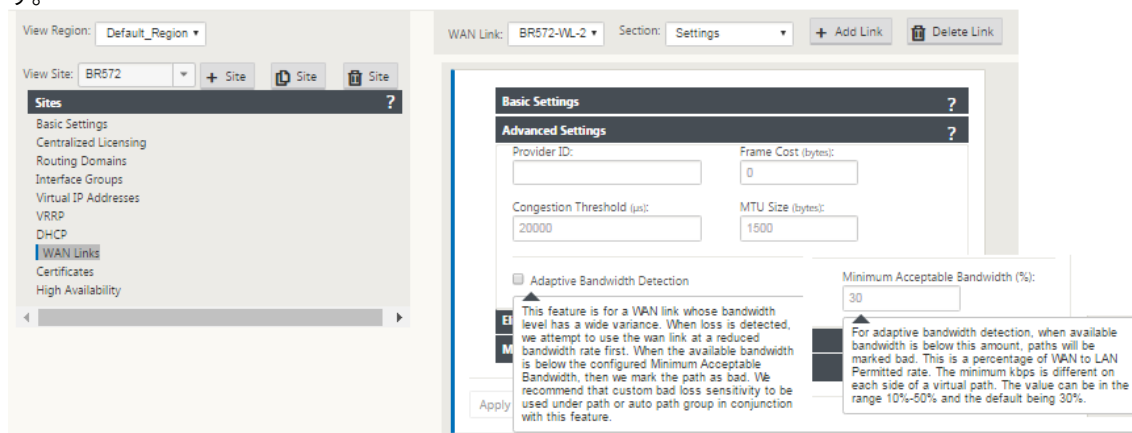 す。
View Region: Default_Region
WAN Link: BR572-WL-2 Section: Settings + Add Link Delete Link
View Site: BR572 + Site Site Site
Sites ?
Basic Settings
Centralized Licensing
Routing Domains
Interface Groups
Virtual IP Addresses
VRRP
DHCP
WAN Links
Certificates
High Availability
Basic Settings ?
Advanced Settings ?
Provider ID: Frame Cost (bytes):
0
Congestion Threshold (µs): MTU Size (bytes):
20000 1500
Adaptive Bandwidth Detection
This feature is for a WAN link whose bandwidth
level has a wide variance. When loss is detected,
we attempt to use the wan link at a reduced
bandwidth rate first. When the available bandwidth
is below the configured Minimum Acceptable
Bandwidth, then we mark the path as bad. We
recommend that custom bad loss sensitivity to be
used under path or auto path group in conjunction
with this feature.
Minimum Acceptable Bandwidth (%):
30
For adaptive bandwidth detection, when available
bandwidth is below this amount, paths will be
marked bad. This is a percentage of WAN to LAN
Permitted rate. The minimum kbps is different on
each side of a virtual path. The value can be in the
range 10%-50% and the default being 30%.
Apply